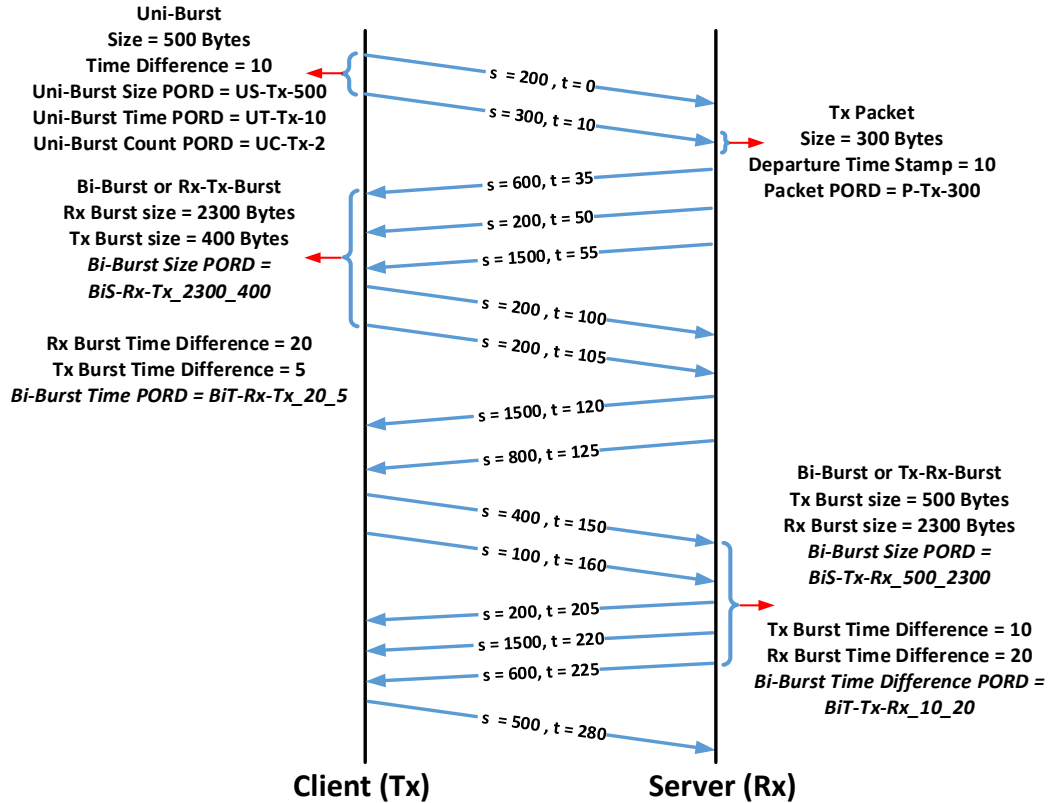 Uni-Burst
Size = 500 Bytes
Time Difference = 10
Uni-Burst Size PORD = US-Tx-500
Uni-Burst Time PORD = UT-Tx-10
Uni-Burst Count PORD = UC-Tx-2
s = 200 , t = 0
s = 300, t = 10
Tx Packet
Size = 300 Bytes
Departure Time Stamp = 10
Packet PORD = P-Tx-300
Bi-Burst or Rx-Tx-Burst
Rx Burst size = 2300 Bytes
Tx Burst size = 400 Bytes
Bi-Burst Size PORD =
BiS-Rx-Tx_2300_400
Rx Burst Time Difference = 20
Tx Burst Time Difference = 5
Bi-Burst Time PORD = BiT-Rx-Tx_20_5
s = 600, t = 35
s = 200, t = 50
s = 1500, t = 55
s = 200 , t = 100
s = 200, t = 105
s = 1500, t = 120
s = 800, t = 125
s = 400 , t = 150
s = 100, t = 160
s = 200, t = 205
s = 1500, t = 220
s = 600, t = 225
s = 500 , t = 280
Bi-Burst or Tx-Rx-Burst
Tx Burst size = 500 Bytes
Rx Burst size = 2300 Bytes
Bi-Burst Size PORD =
BiS-Tx-Rx_500_2300
Tx Burst Time Difference = 10
Rx Burst Time Difference = 20
Bi-Burst Time Difference PORD =
BiT-Tx-Rx_10_20
Client (Tx)
Server (Rx)